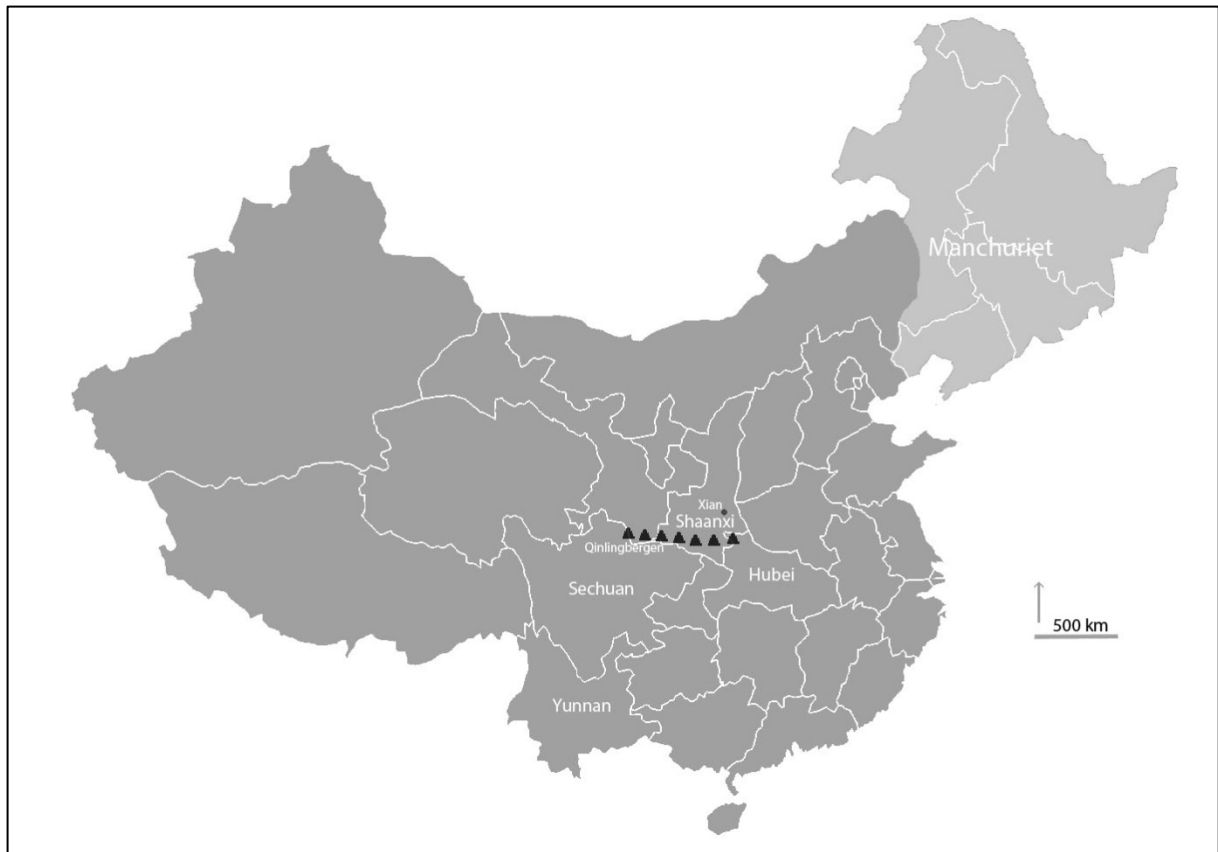 Manchuriet
Xian
Shaanxi
Qinlingbergen
Hubei
Sechuan
500 km
Yunnan